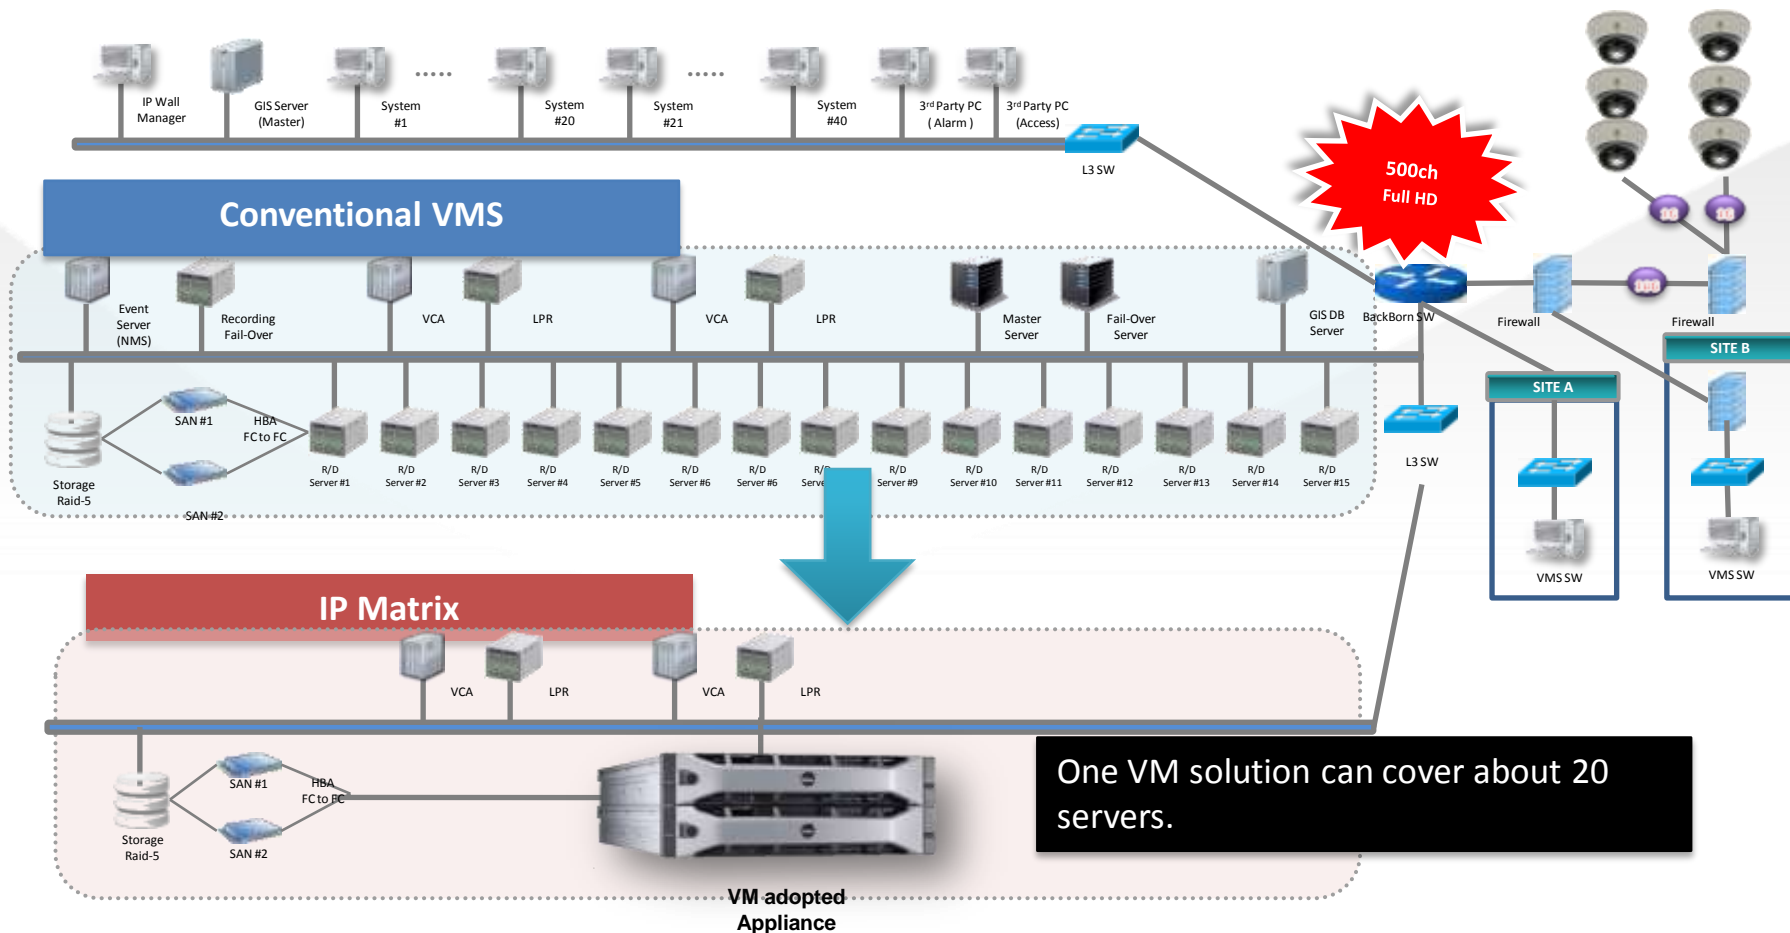 IP Wall
Manager
GIS Server
(Master)
System
#1
.....
System
#20
System
#21
.....
System
#40
3rd Party PC
( Alarm )
3rd Party PC
(Access)
L3 SW
500ch
Full HD
1G
1G
Conventional VMS
Event
Server
(NMS)
Recording
Fail-Over
VCA
LPR
VCA
LPR
Master
Server
Fail-Over
Server
GIS DB
Server
BackBorn SW
Firewall
10G
Firewall
SITE B
SITE A
SAN #1
HBA
FC to FC
SAN #2
Storage
Raid-5
R/D
Server #1
R/D
Server #2
R/D
Server #3
R/D
Server #4
R/D
Server #5
R/D
Server #6
R/D
Server #6
R/D
Server
R/D
Server #9
R/D
Server #10
R/D
Server #11
R/D
Server #12
R/D
Server #13
R/D
Server #14
R/D
Server #15
L3 SW
VMS SW
VMS SW
IP Matrix
VCA
LPR
VCA
LPR
SAN #1
HBA
FC to FC
SAN #2
Storage
Raid-5
One VM solution can cover about 20
servers.
VM adopted
Appliance